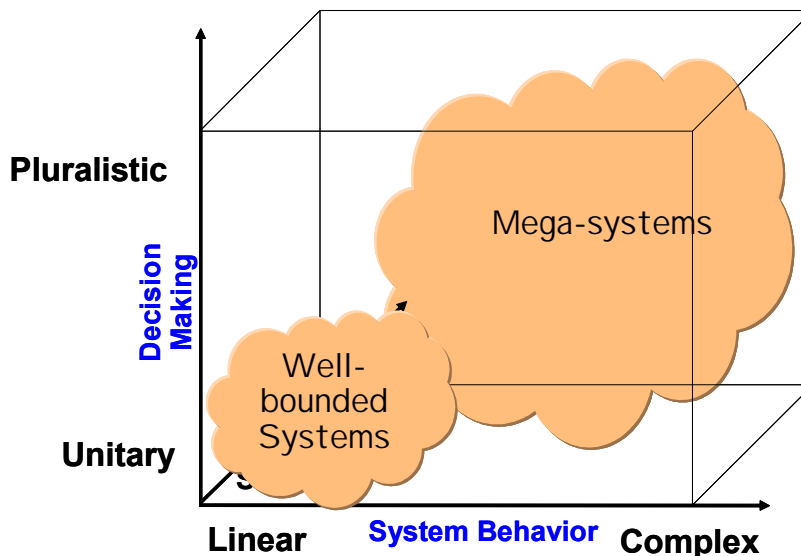 Pluralistic
Mega-systems
Decision
Making
Well-
bounded
Systems
Unitary
Linear
System Behavior
Complex